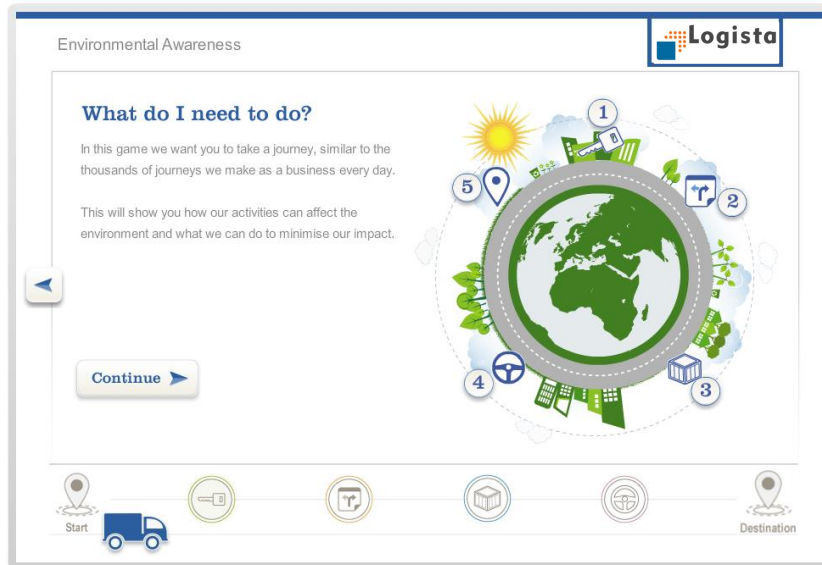 Environmental Awareness
Logista
What do I need to do?
In this game we want you to take a journey, similar to the
thousands of journeys we make as a business every day.
This will show you how our activities can affect the
environment and what we can do to minimise our impact.
Continue
1
2
3
4
5
Start
Destination